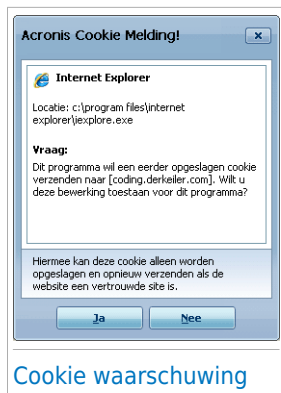 Acronis Cookie Melding!
Internet Explorer
Locatie: c:\program files\internet
explorer\iexplore.exe
Vraag:
Dit programma wil een eerder opgeslagen cookie
verzenden naar [coding.derkeiler.com]. Wilt u
deze bewerking toestaan voor dit programma?
Hiermee kan deze cookie alleen worden
opgeslagen en opnieuw verzenden als de
website een vertrouwde site is.
Ja
Nee
Cookie waarschuwing